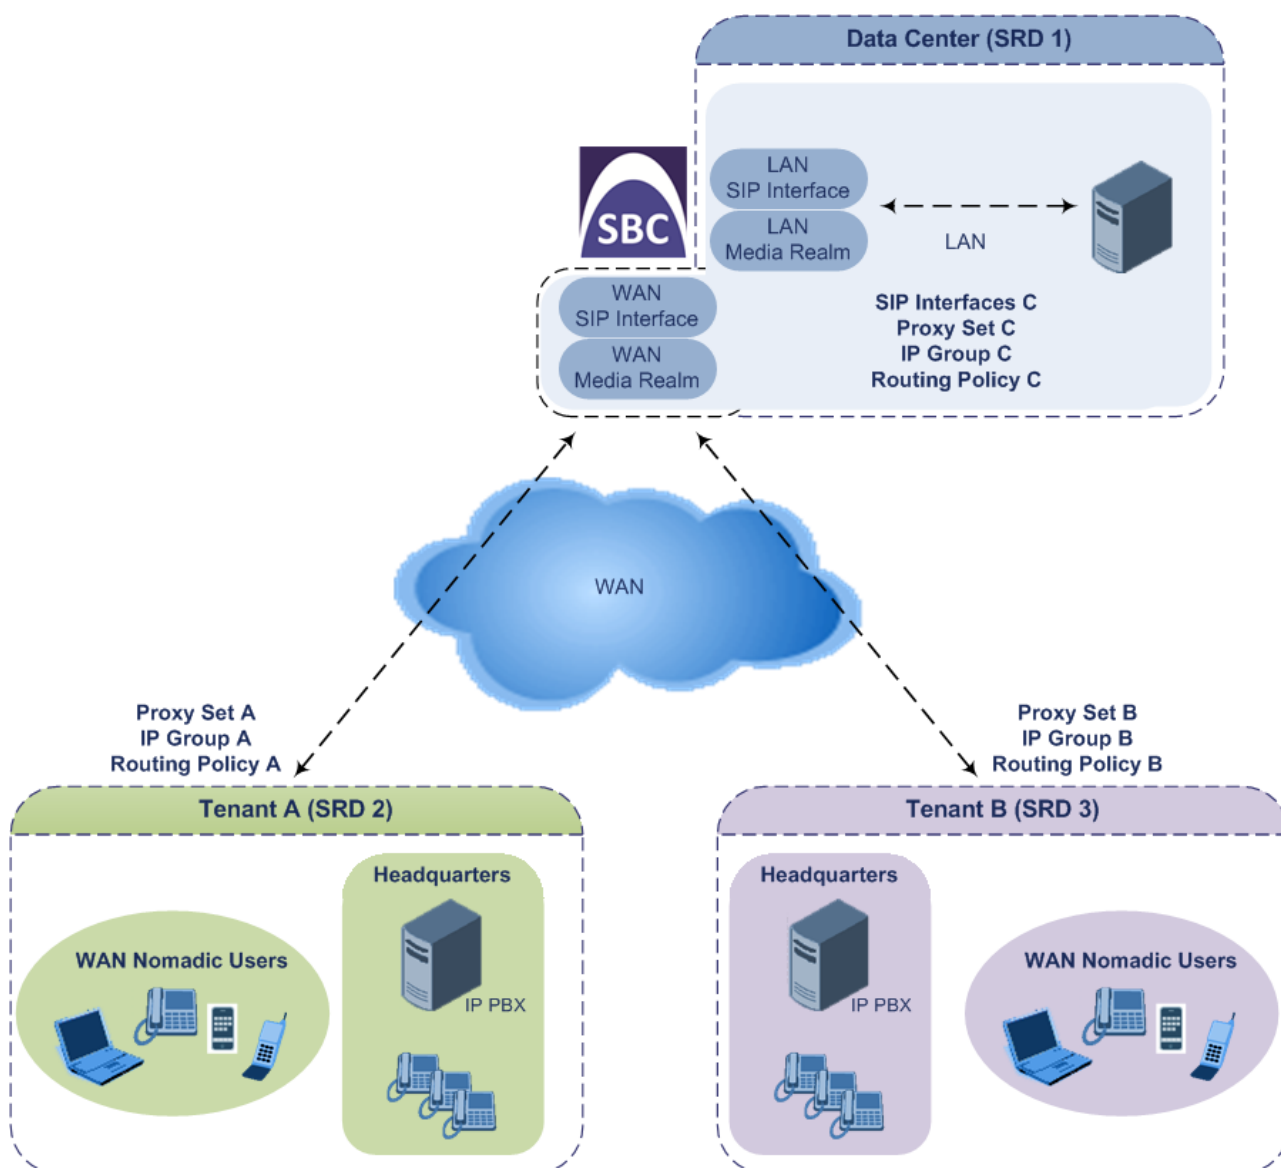 Data Center (SRD 1)
LAN
SIP Interface
LAN
Media Realm
LAN
SBC
WAN
SIP Interface
WAN
Media Realm
SIP Interfaces C
Proxy Set C
IP Group C
Routing Policy C
WAN
Proxy Set A
IP Group A
Routing Policy A
Proxy Set B
IP Group B
Routing Policy B
Tenant A (SRD 2)
WAN Nomadic Users
Headquarters
IP PBX
Tenant B (SRD 3)
Headquarters
IP PBX
WAN Nomadic Users